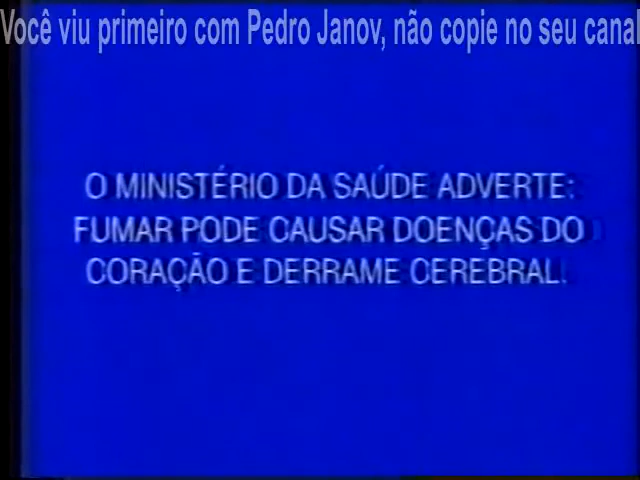 Você viu primeiro com Pedro Janov, não copie no seu canal
O MINISTÉRIO DA SAÚDE ADVERTE:
FUMAR PODE CAUSAR DOENÇAS DO
CORAÇÃO E DERRAME CEREBRAL.